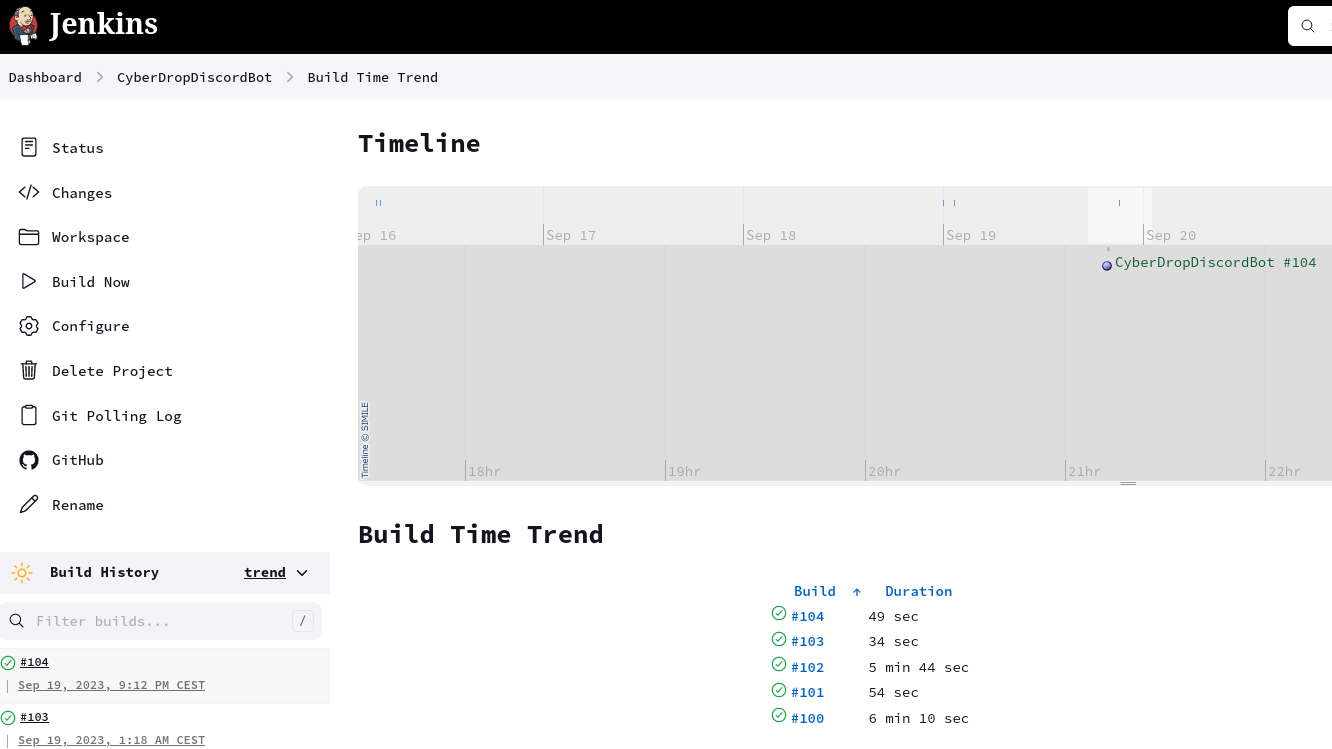 Jenkins
Dashboard > CyberDropDiscordBot > Build Time Trend
Status
Changes
Workspace
Build Now
Configure
Delete Project
Git Polling Log
GitHub
Rename
Build History trend
Filter builds... /
#104
Sep 19, 2023, 9:12 PM CEST
#103
Sep 19, 2023, 1:18 AM CEST
Timeline
ep 16 Sep 17 Sep 18 Sep 19 Sep 20
CyberDropDiscordBot #104
Timeline © SIMILE
18hr 19hr 20hr 21hr 22hr
Build Time Trend
Build ↑ Duration
#104 49 sec
#103 34 sec
#102 5 min 44 sec
#101 54 sec
#100 6 min 10 sec